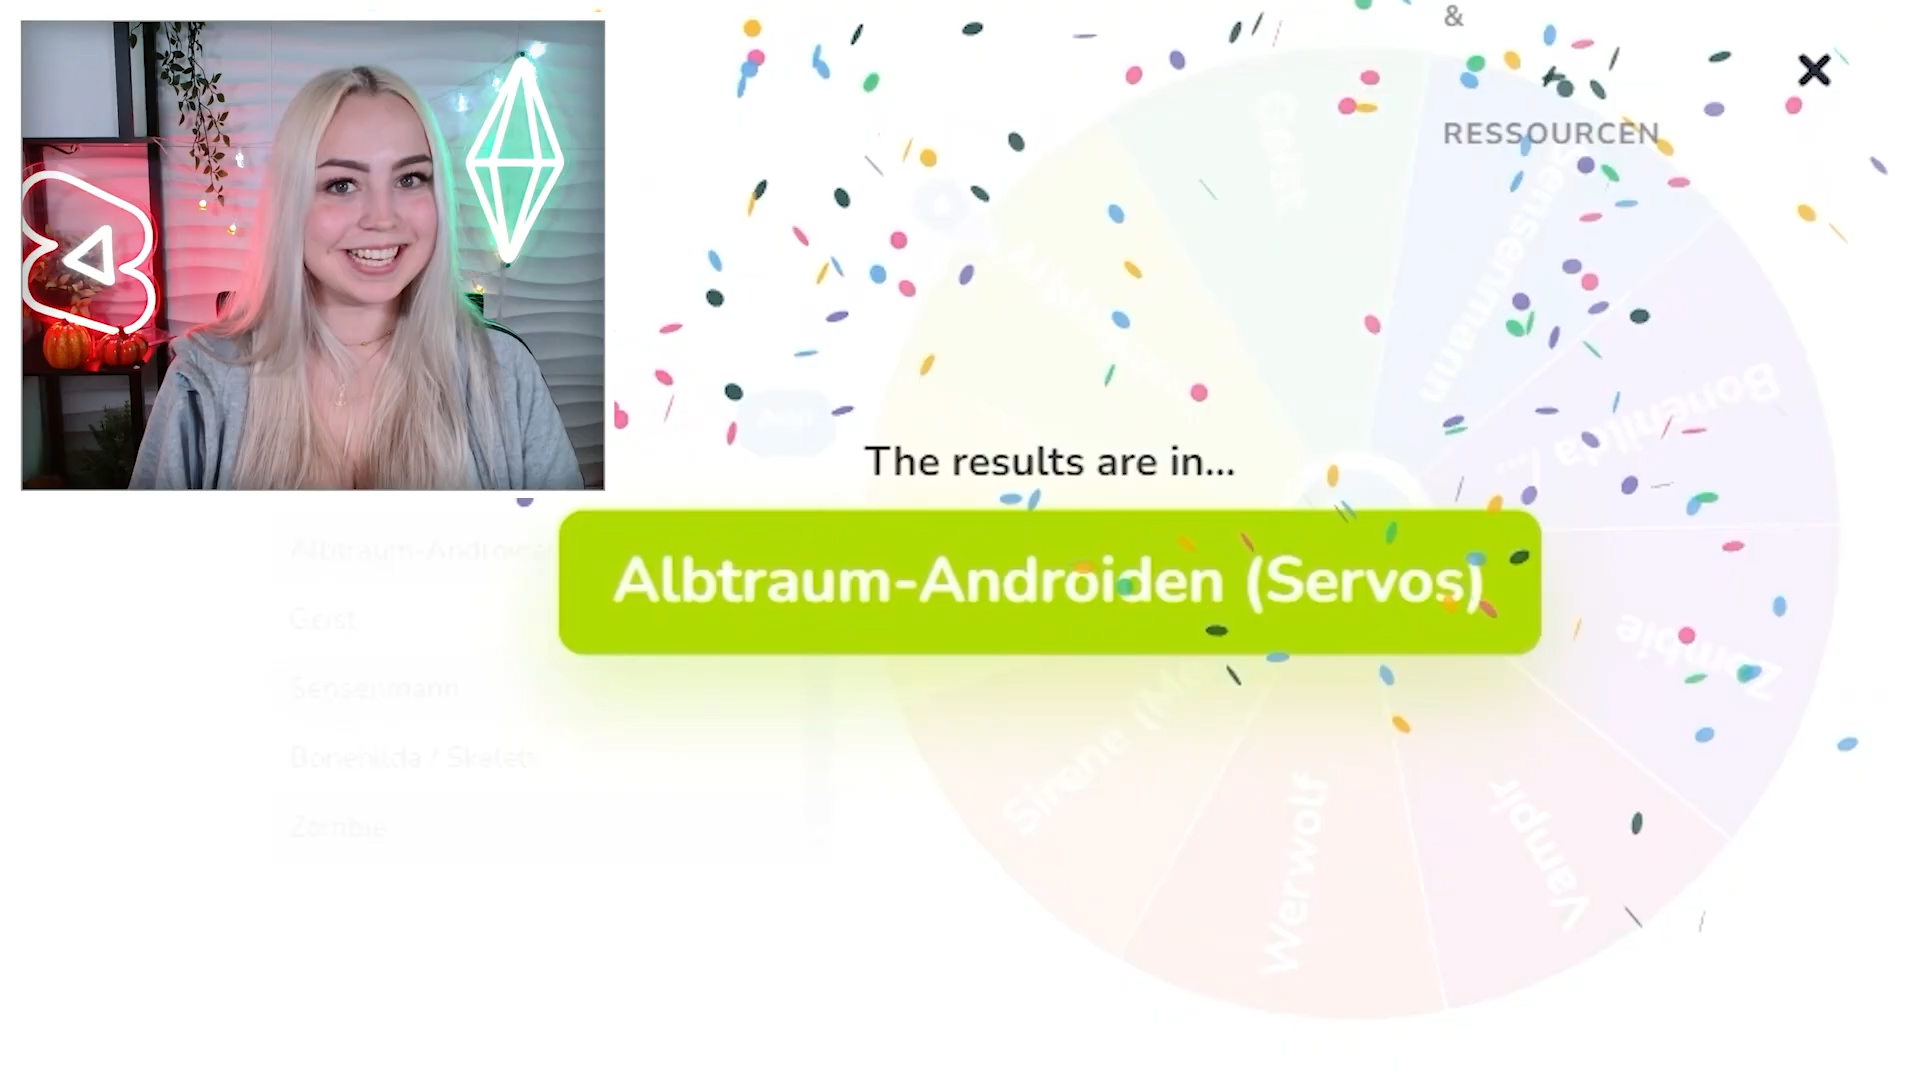 &
RESSOURCEN
Geist
Sensenmann
Bonehilda / ...
The results are in...
Albtraum-Androiden (Servos)
Zombie
Vampir
Werwolf
Sirene (Me
Albtraum-Androiden
Geist
Sensenmann
Bonehilda / Skelett
Zombie